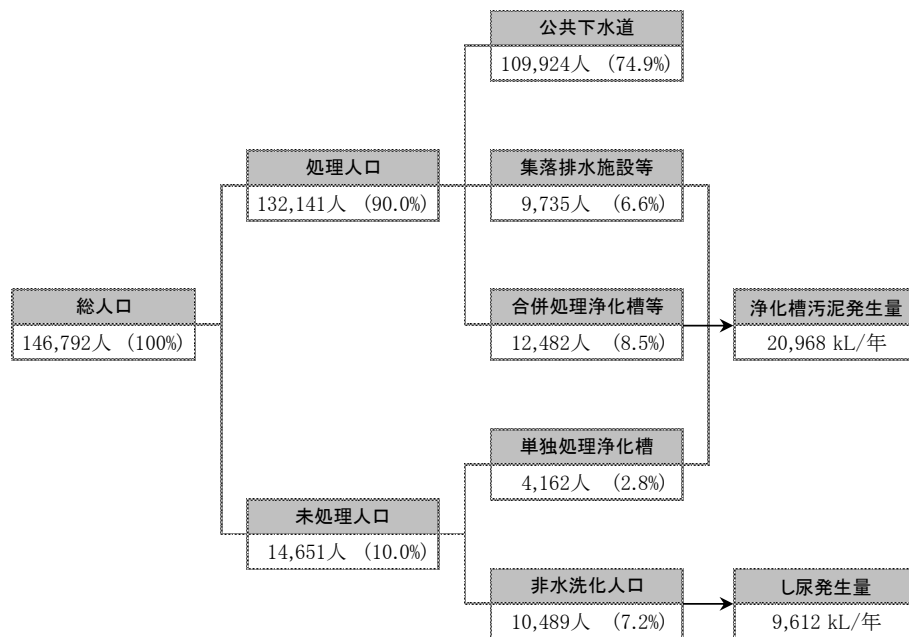 公共下水道
109,924人 (74.9%)
処理人口
132,141人 (90.0%)
集落排水施設等
9,735人 (6.6%)
総人口
146,792人 (100%)
合併処理浄化槽等
12,482人 (8.5%)
浄化槽汚泥発生量
20,968 kL/年
単独処理浄化槽
4,162人 (2.8%)
未処理人口
14,651人 (10.0%)
非水洗化人口
10,489人 (7.2%)
し尿発生量
9,612 kL/年